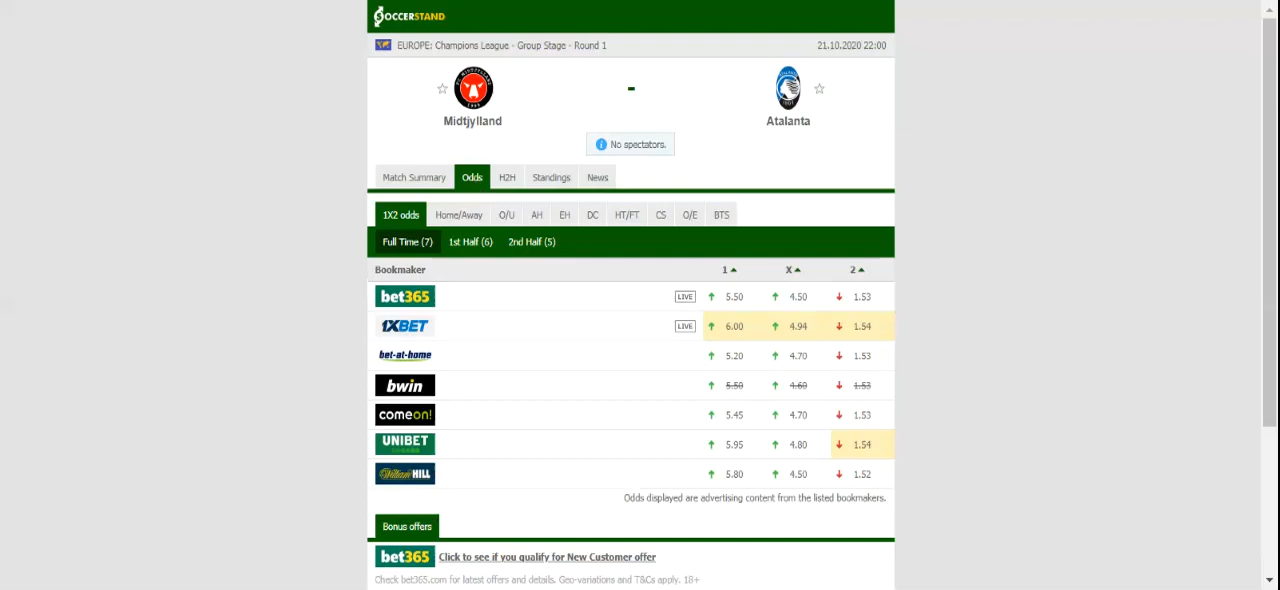 SOCCERSTAND
EUROPE: Champions League - Group Stage - Round 1 21.10.2020 22:00
-
Midtjylland Atalanta
No spectators.
Match Summary Odds H2H Standings News
1X2 odds Home/Away O/U AH EH DC HT/FT CS O/E BTS
Full Time (7) 1st Half (6) 2nd Half (5)
Bookmaker 1 X 2
bet365 LIVE 5.50 4.50 1.53
1XBET LIVE 6.00 4.94 1.54
bet-at-home 5.20 4.70 1.53
bwin 5.50 4.60 1.53
comeon! 5.45 4.70 1.53
UNIBET 5.95 4.80 1.54
William HILL 5.80 4.50 1.52
Odds displayed are advertising content from the listed bookmakers.
Bonus offers
bet365 Click to see if you qualify for New Customer offer
Check bet365.com for latest offers and details. Geo-variations and T&Cs apply. 18+